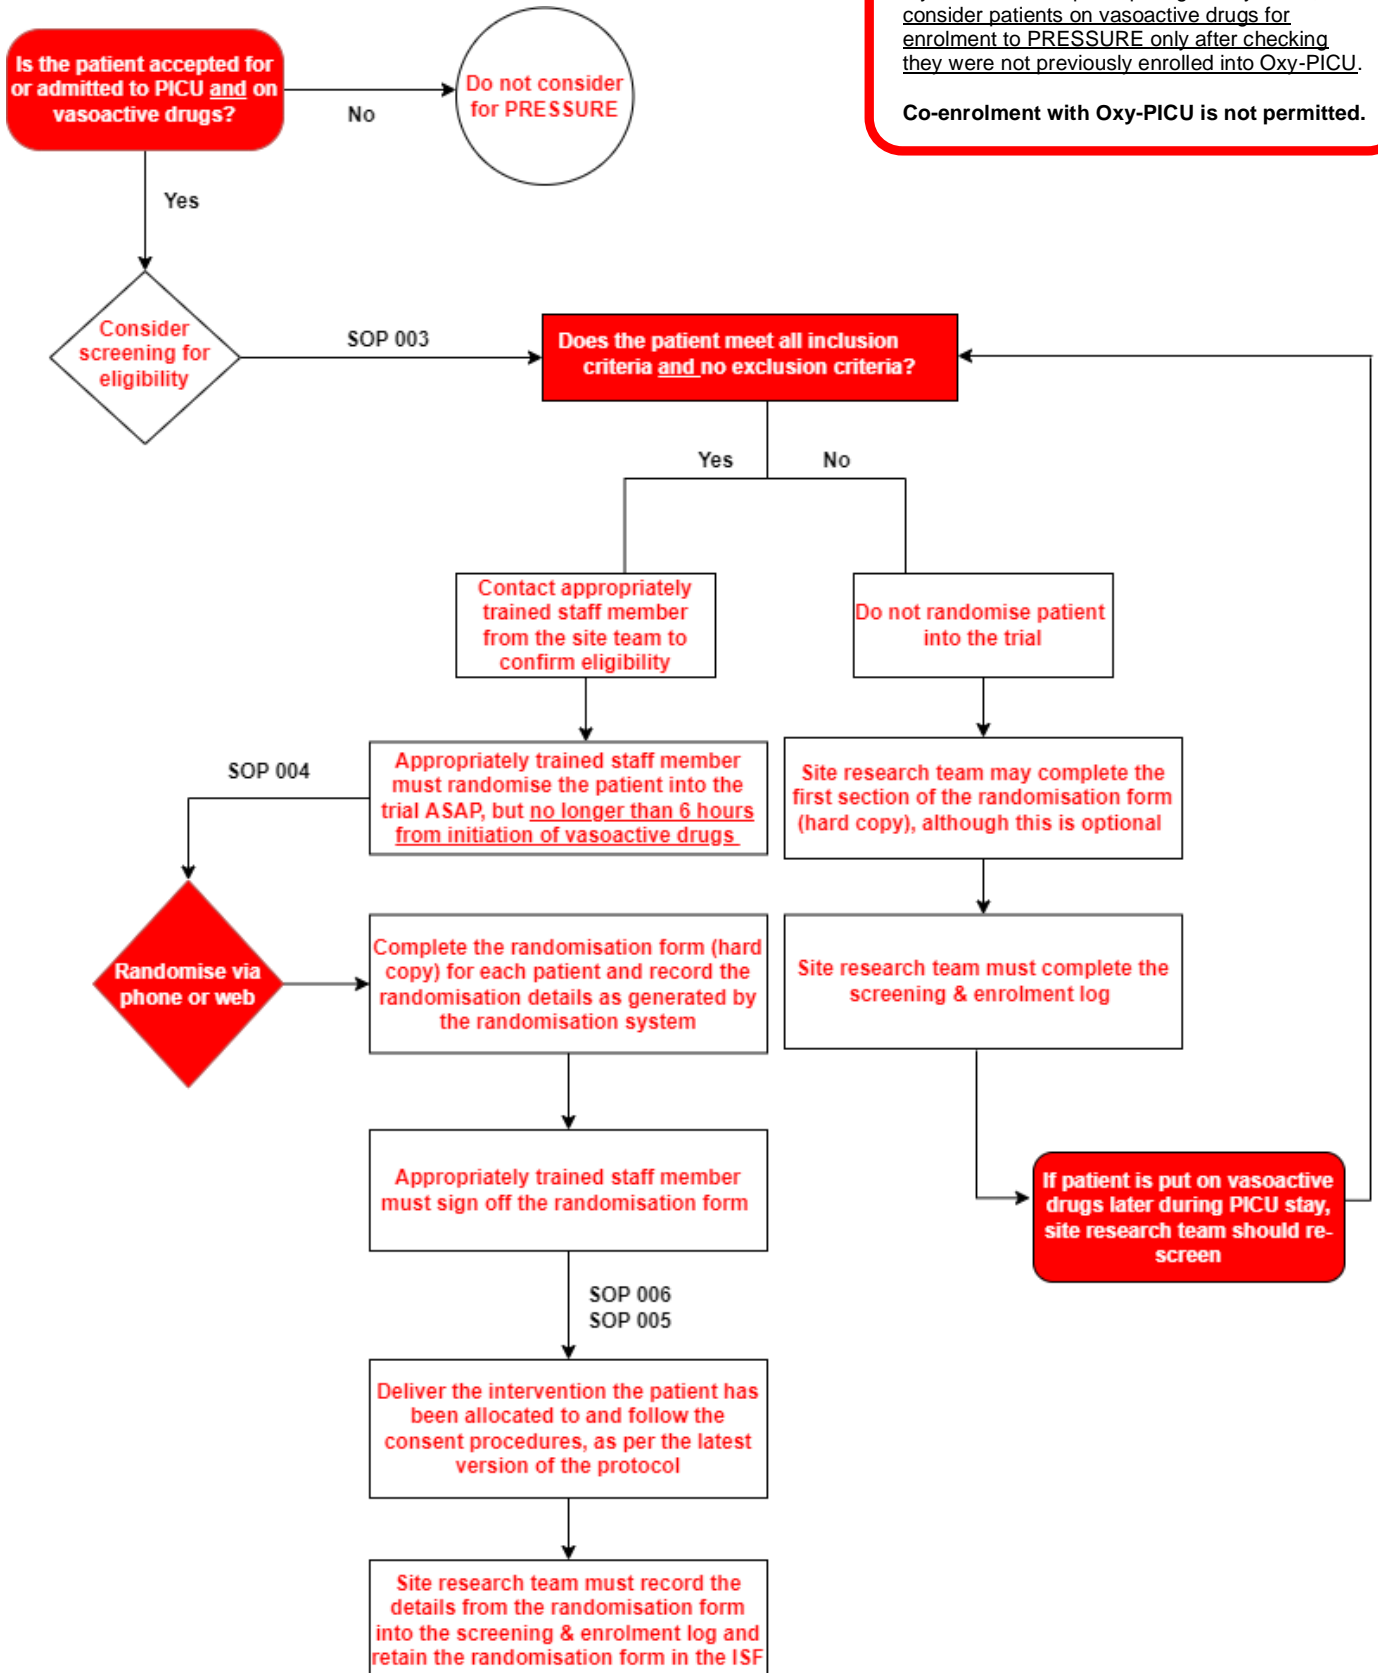 consider patients on vasoactive drugs for
enrolment to PRESSURE only after checking
they were not previously enrolled into Oxy-PICU.
Co-enrolment with Oxy-PICU is not permitted.
Is the patient accepted for
or admitted to PICU and on
vasoactive drugs?
No
Do not consider
for PRESSURE
Yes
Consider
screening for
eligibility
SOP 003
Does the patient meet all inclusion
criteria and no exclusion criteria?
Yes
No
Contact appropriately
trained staff member
from the site team to
confirm eligibility
Do not randomise patient
into the trial
SOP 004
Appropriately trained staff member
must randomise the patient into the
trial ASAP, but no longer than 6 hours
from initiation of vasoactive drugs
Site research team may complete the
first section of the randomisation form
(hard copy), although this is optional
Randomise via
phone or web
Complete the randomisation form (hard
copy) for each patient and record the
randomisation details as generated by
the randomisation system
Site research team must complete the
screening & enrolment log
Appropriately trained staff member
must sign off the randomisation form
If patient is put on vasoactive
drugs later during PICU stay,
site research team should re-
screen
SOP 006
SOP 005
Deliver the intervention the patient has
been allocated to and follow the
consent procedures, as per the latest
version of the protocol
Site research team must record the
details from the randomisation form
into the screening & enrolment log and
retain the randomisation form in the ISF